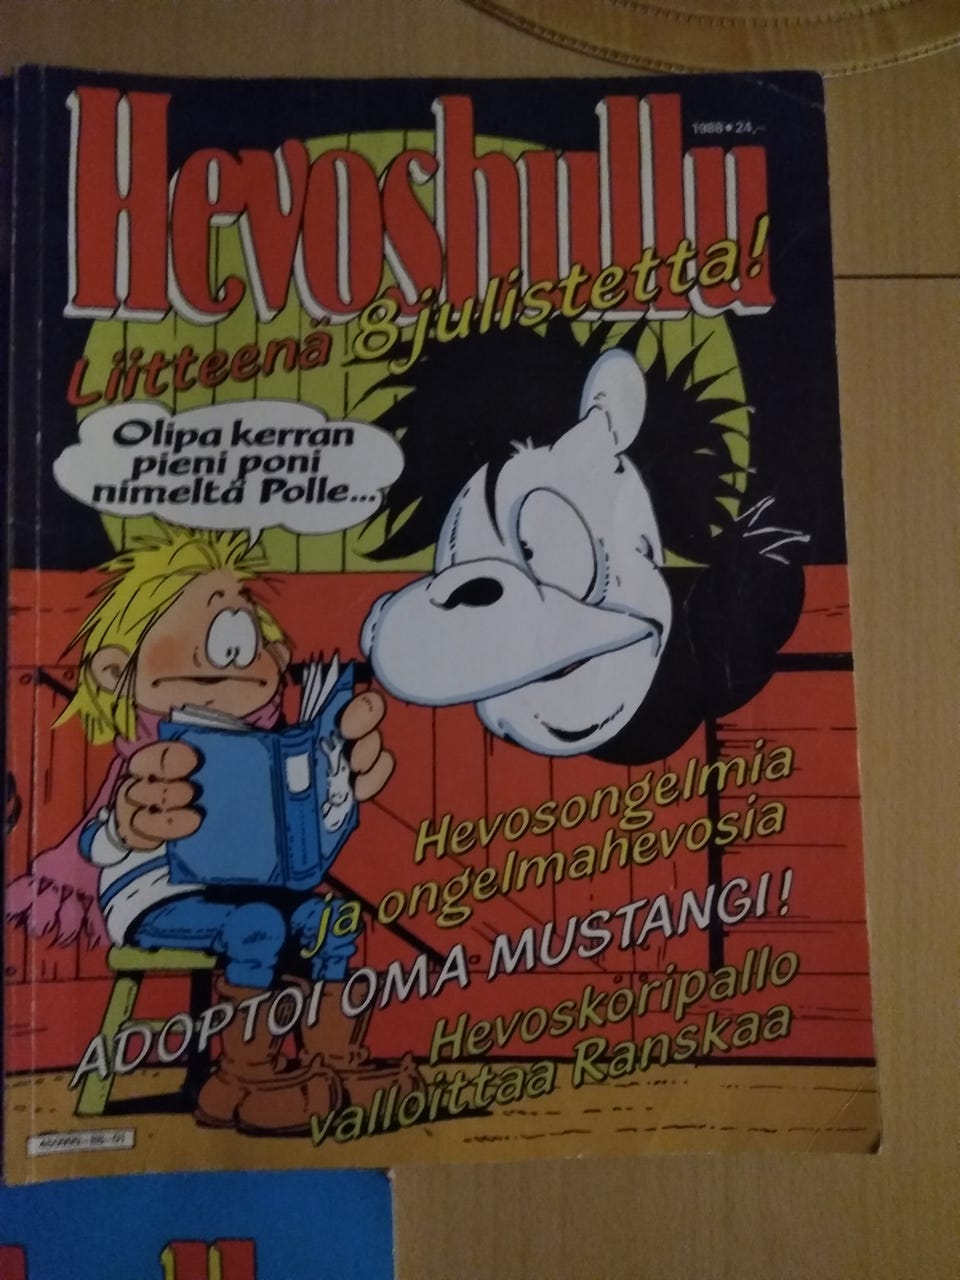 Hevoshullu
1988 • 24,–
Liitteenä 8 julistetta!
Olipa kerran
pieni poni
nimeltä Polle...
Hevosongelmia
ja ongelmahevosia
ADOPTOI OMA MUSTANGI!
Hevoskoripallo
valloittaa Ranskaa